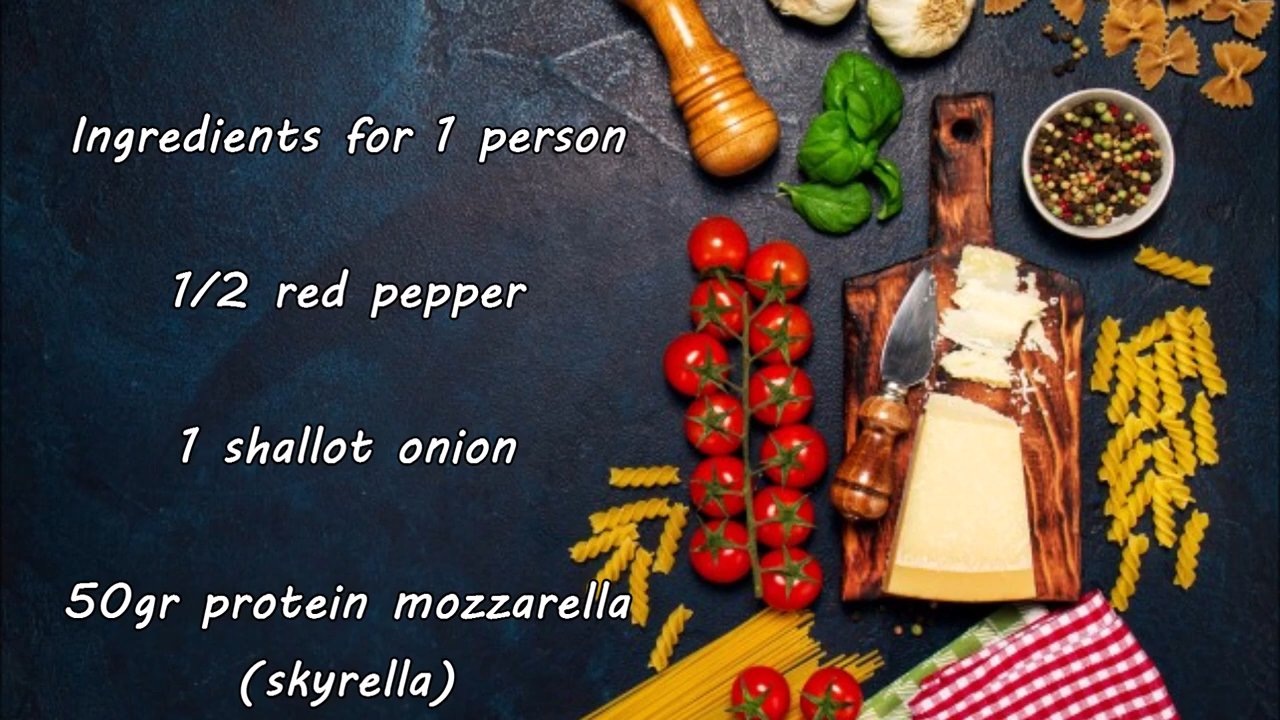 Ingredients for 1 person
1/2 red pepper
1 shallot onion
50gr protein mozzarella
(skyrella)